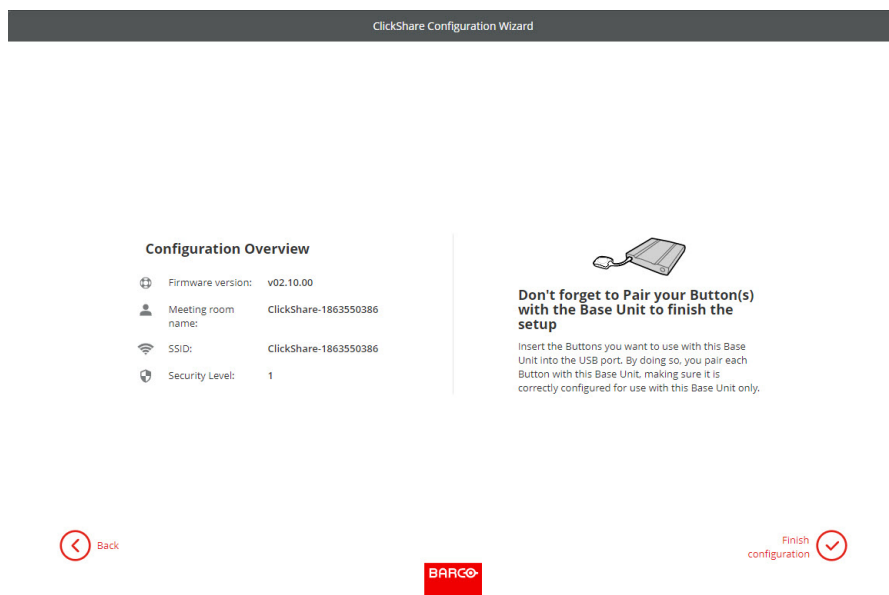 ClickShare Configuration Wizard
Configuration Overview
Firmware version: v02.10.00
Meeting room
name: ClickShare-1863550386
SSID: ClickShare-1863550386
Security Level: 1
Don't forget to Pair your Button(s)
with the Base Unit to finish the
setup
Insert the Buttons you want to use with this Base
Unit into the USB port. By doing so, you pair each
Button with this Base Unit, making sure it is
correctly configured for use with this Base Unit only.
Back
Finish
configuration
BARCO